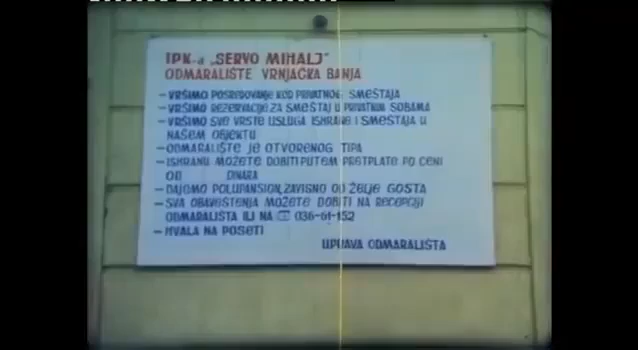 IPK-a „SERVO MIHALJ"
ODMARALIŠTE VRNJAČKA BANJA
– VRŠIMO POSREDOVANJE KOD PRIVATNOG SMEŠTAJA
– VRŠIMO REZERVACIJE ZA SMEŠTAJ U PRIVATNIM SOBAMA
– VRŠIMO SVE VRSTE USLUGA ISHRANE I SMEŠTAJA U
NAŠEM OBJEKTU
– ODMARALIŠTE JE OTVORENOG TIPA
– ISHRANU MOŽETE DOBITI PUTEM PRETPLATE PO CENI
OD DINARA
– DAJEMO POLUPANSION, ZAVISNO OD ŽELJE GOSTA
– SVA OBAVEŠTENJA MOŽETE DOBITI NA RECEPCIJI
ODMARALIŠTA ILI NA ☎ 036-61-152
– HVALA NA POSETI
UPRAVA ODMARALIŠTA